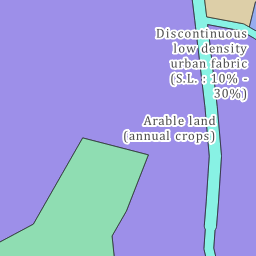 Discontinuous
low density
urban fabric
(S.L. : 10% -
30%)
Arable land
(annual crops)